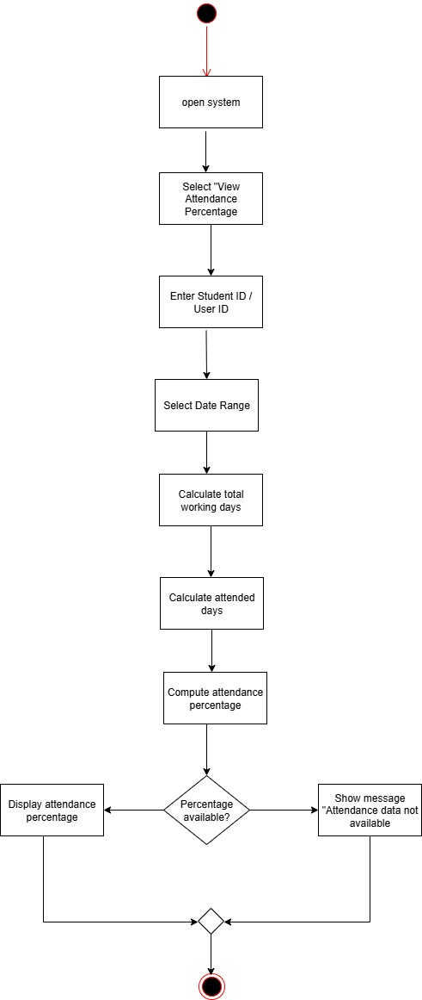 open system
Select "View
Attendance
Percentage
Enter Student ID /
User ID
Select Date Range
Calculate total
working days
Calculate attended
days
Compute attendance
percentage
Percentage
available?
Display attendance
percentage
Show message
"Attendance data not
available